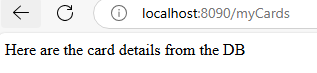 localhost:8090/myCards
Here are the card details from the DB